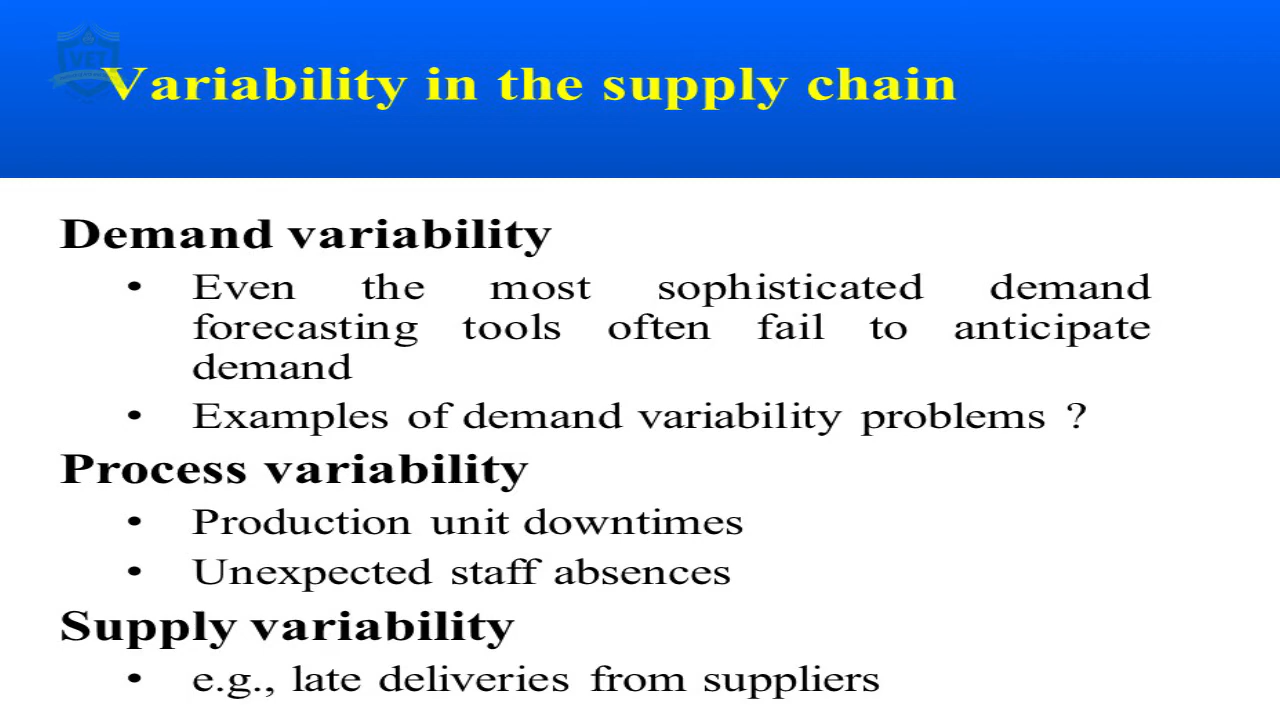 VET
Variability in the supply chain
Demand variability
• Even the most sophisticated demand
forecasting tools often fail to anticipate
demand
• Examples of demand variability problems ?
Process variability
• Production unit downtimes
• Unexpected staff absences
Supply variability
• e.g., late deliveries from suppliers